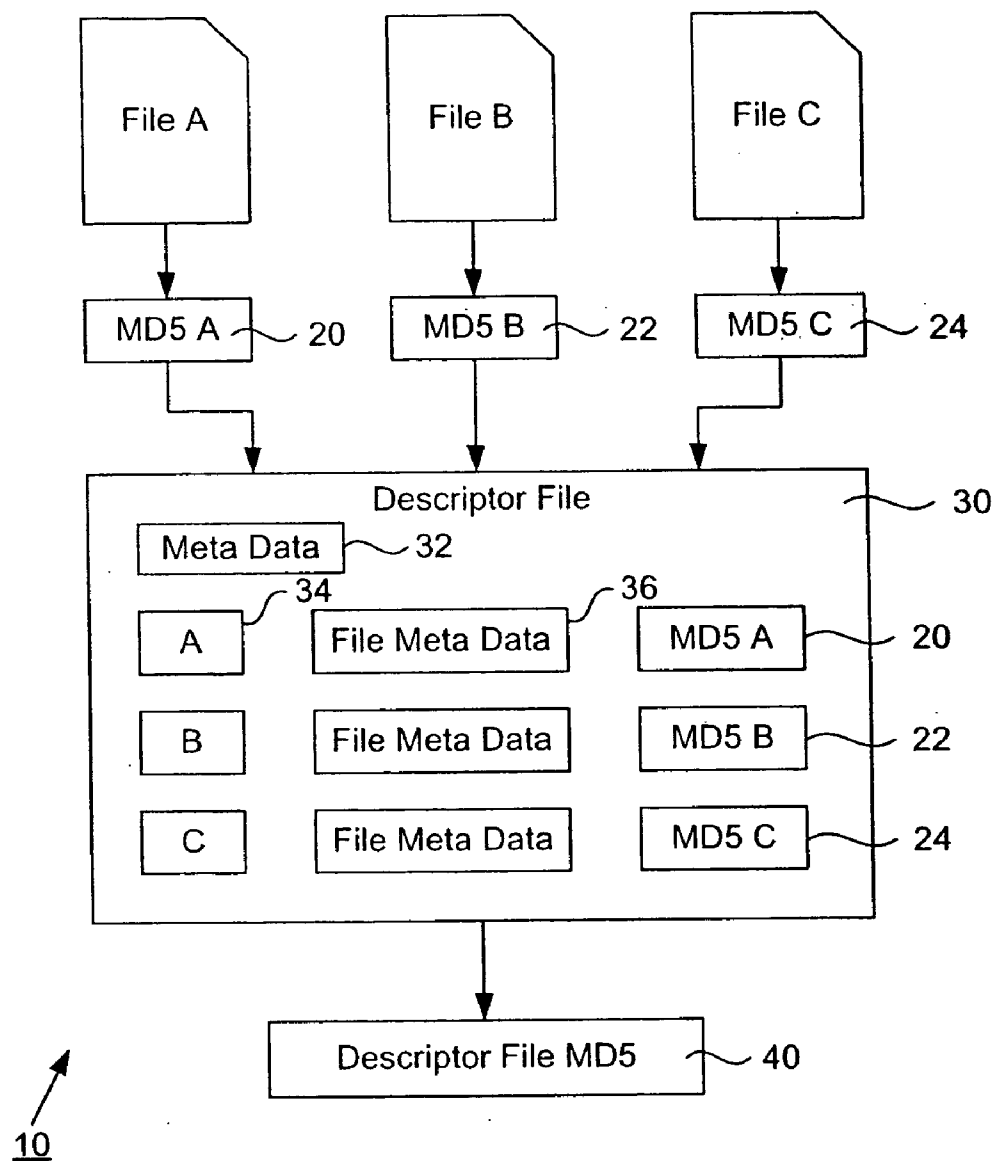 File A
File B
File C
MD5 A
20
MD5 B
22
MD5 C
24
Descriptor File
30
Meta Data
32
34
36
A
File Meta Data
MD5 A
20
B
File Meta Data
MD5 B
22
C
File Meta Data
MD5 C
24
Descriptor File MD5
40
10